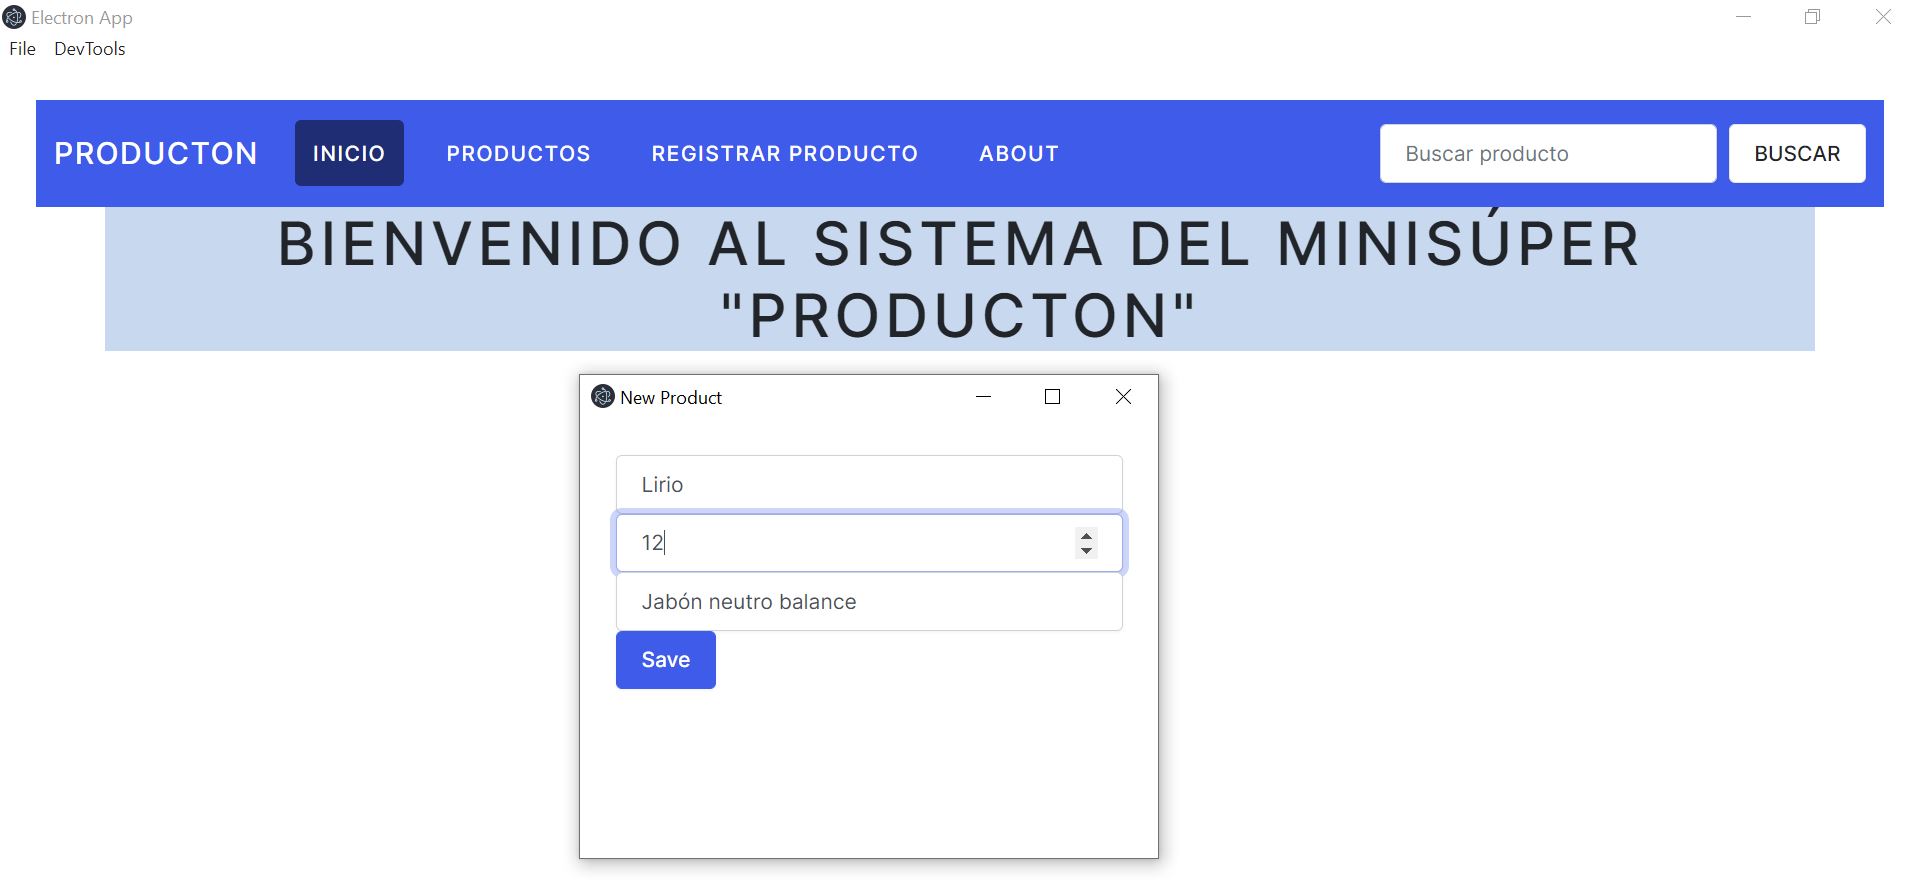 Electron App
File DevTools
PRODUCTON INICIO PRODUCTOS REGISTRAR PRODUCTO ABOUT Buscar producto BUSCAR
BIENVENIDO AL SISTEMA DEL MINISÚPER
"PRODUCTON"
New Product
Lirio
12
Jabón neutro balance
Save